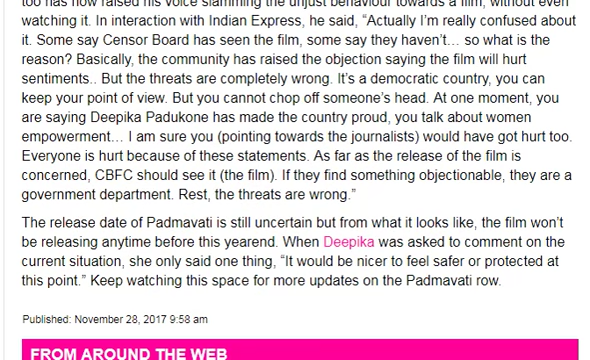 too has now raised his voice slamming the unjust behaviour towards a film, without even
watching it. In interaction with Indian Express, he said, “Actually I’m really confused about
it. Some say Censor Board has seen the film, some say they haven’t… so what is the
reason? Basically, the community has raised the objection saying the film will hurt
sentiments.. But the threats are completely wrong. It’s a democratic country, you can
keep your point of view. But you cannot chop off someone’s head. At one moment, you
are saying Deepika Padukone has made the country proud, you talk about women
empowerment… I am sure you (pointing towards the journalists) would have got hurt too.
Everyone is hurt because of these statements. As far as the release of the film is
concerned, CBFC should see it (the film). If they find something objectionable, they are a
government department. Rest, the threats are wrong.”
The release date of Padmavati is still uncertain but from what it looks like, the film won’t
be releasing anytime before this yearend. When Deepika was asked to comment on the
current situation, she only said one thing, “It would be nicer to feel safer or protected at
this point.” Keep watching this space for more updates on the Padmavati row.
Published: November 28, 2017 9:58 am
FROM AROUND THE WEB